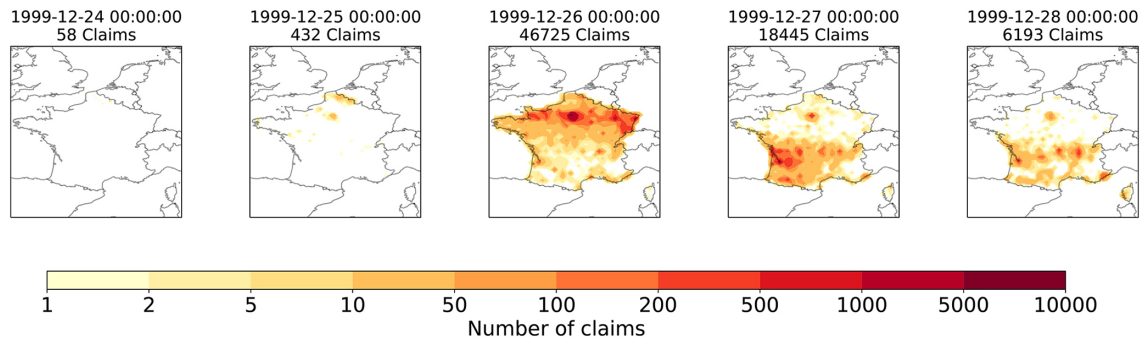 1999-12-24 00:00:00
58 Claims
1999-12-25 00:00:00
432 Claims
1999-12-26 00:00:00
46725 Claims
1999-12-27 00:00:00
18445 Claims
1999-12-28 00:00:00
6193 Claims
1 2 5 10 50 100 200 500 1000 5000 10000
Number of claims